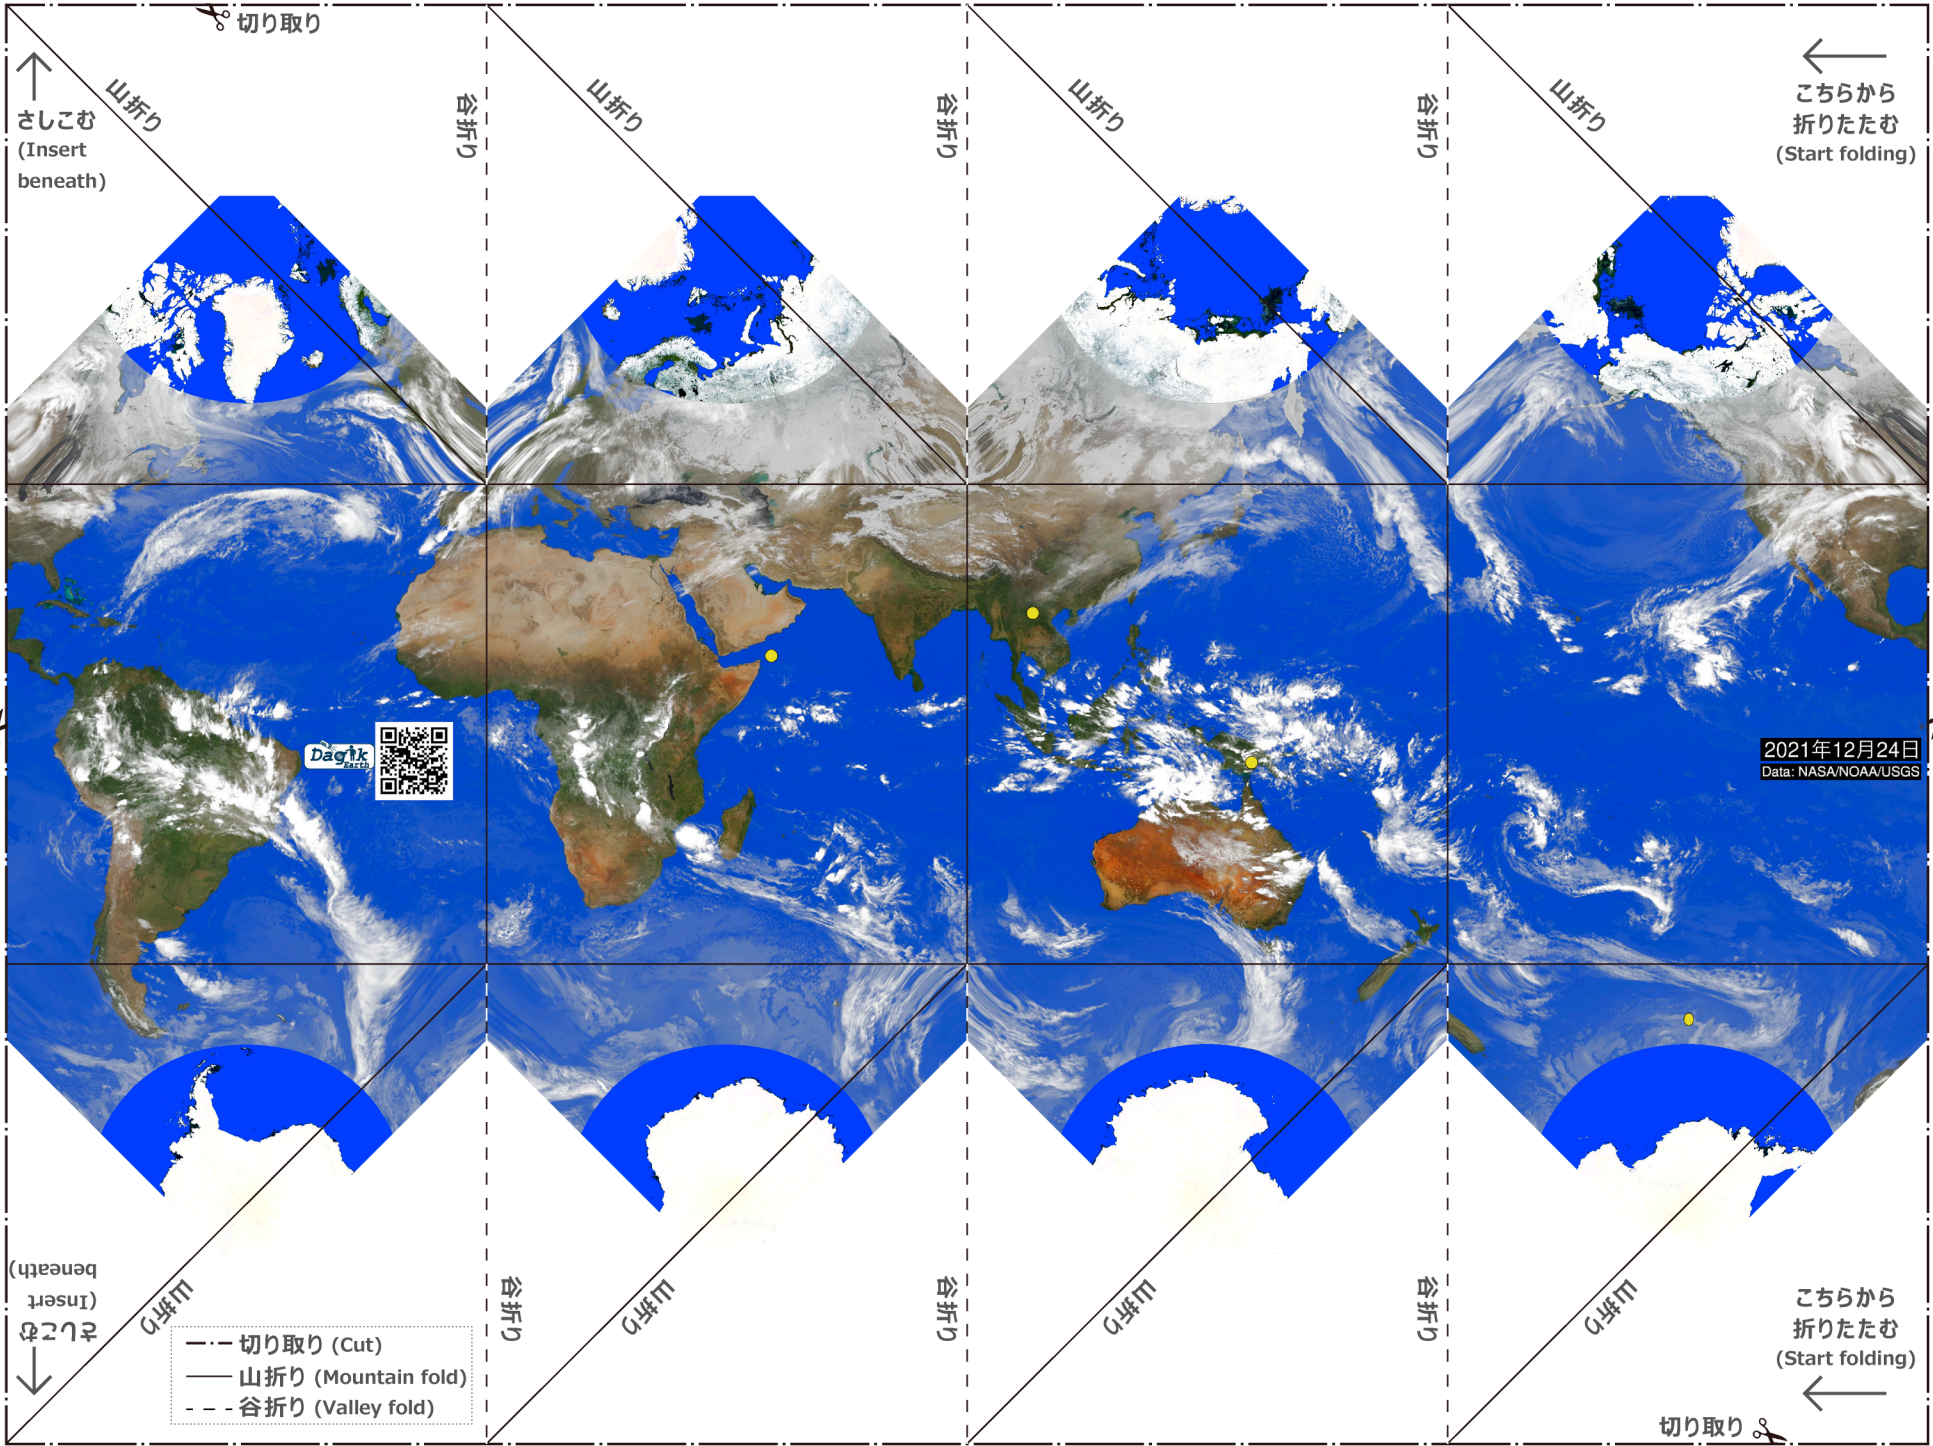 切り取り
山折り
谷折り
山折り
谷折り
山折り
谷折り
山折り
さしこむ
(Insert
beneath)
こちらから
折りたたむ
(Start folding)
Dagik
Earth
2021年12月24日
Data: NASA/NOAA/USGS
さしこむ
(Insert
beneath)
山折り
谷折り
山折り
谷折り
山折り
谷折り
山折り
切り取り (Cut)
山折り (Mountain fold)
谷折り (Valley fold)
こちらから
折りたたむ
(Start folding)
切り取り